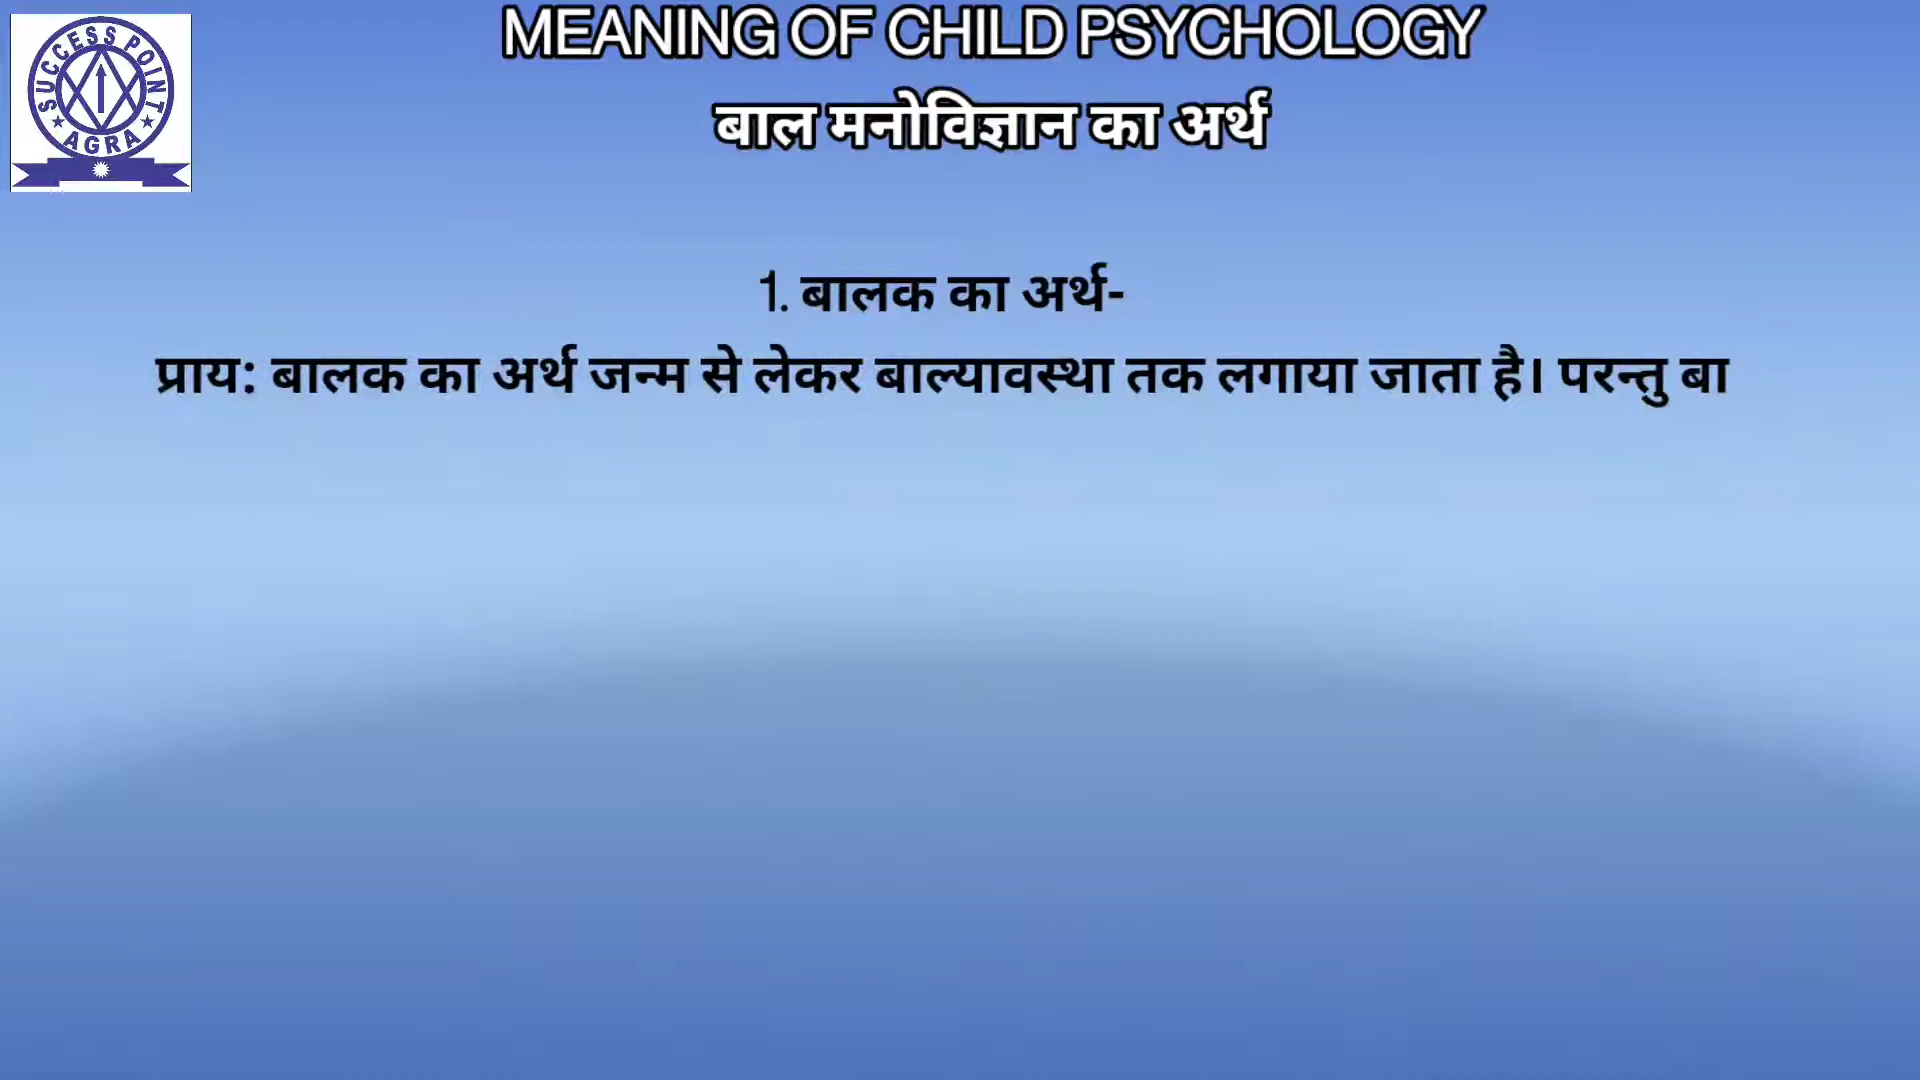 SUCCESS POINT
AGRA
MEANING OF CHILD PSYCHOLOGY
बाल मनोविज्ञान का अर्थ
1. बालक का अर्थ-
प्राय: बालक का अर्थ जन्म से लेकर बाल्यावस्था तक लगाया जाता है। परन्तु बा